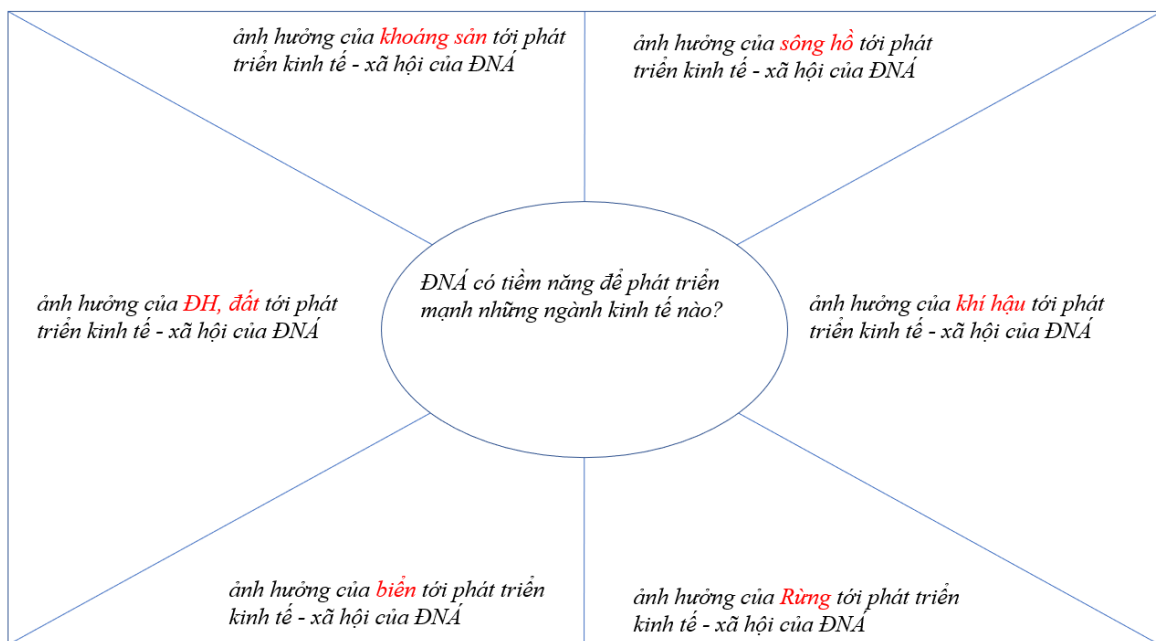 ảnh hưởng của khoáng sản tới phát
triển kinh tế - xã hội của ĐNÁ
ảnh hưởng của sông hồ tới phát
triển kinh tế - xã hội của ĐNÁ
ĐNÁ có tiềm năng để phát triển
mạnh những ngành kinh tế nào?
ảnh hưởng của ĐH, đất tới phát
triển kinh tế - xã hội của ĐNÁ
ảnh hưởng của khí hậu tới phát
triển kinh tế - xã hội của ĐNÁ
ảnh hưởng của biển tới phát triển
kinh tế - xã hội của ĐNÁ
ảnh hưởng của Rừng tới phát triển
kinh tế - xã hội của ĐNÁ